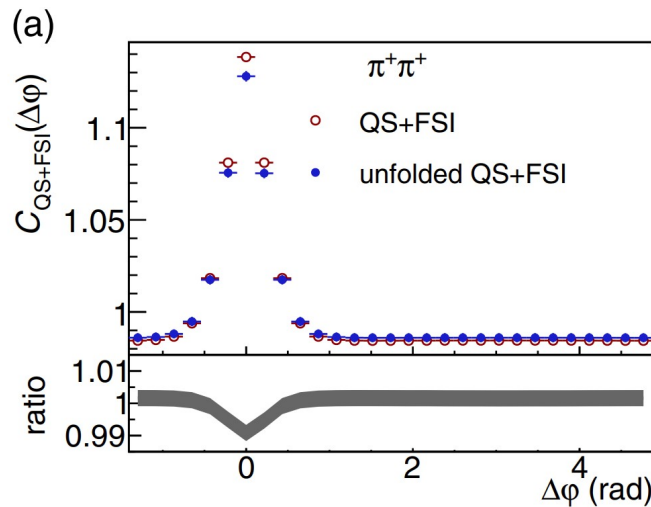 (a)
π⁺π⁺
C_QS+FSI(Δφ)
1.1
QS+FSI
unfolded QS+FSI
1.05
1
ratio
1.01
1
0.99
0 2 4
Δφ (rad)